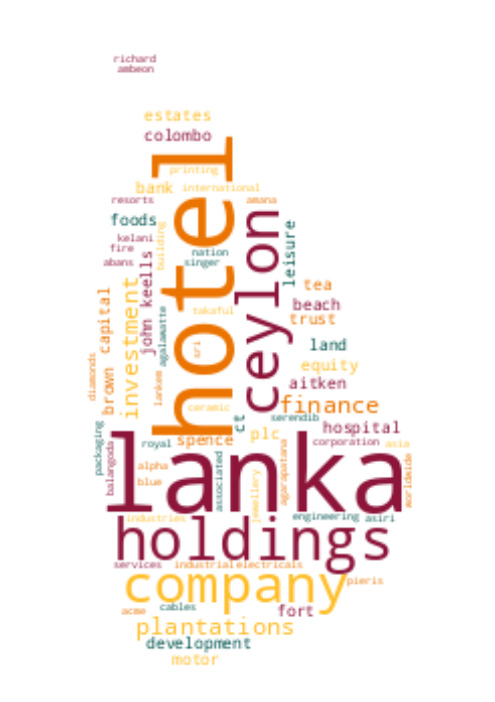 richard
ambeon
estates
colombo
hotel
printing
bank
international
resorts
amana
foods
ceylon
leisure
kelani
building
fire
nation
abans
singer
john keells
investment
tea
capital
beach
takaful
trust
agalawatte
land
sri
diamonds
equity
brown
lankem
aitken
finance
ceramic
serendib
ct
hospital
packaging
plc
royal
spence
corporation
asia
balangoda
lanka
alpha
associated
agarapatana
worldwide
blue
jewellery
industries
engineering
asiri
holdings
services
industrial
electricals
company
pieris
acme
cables
fort
plantations
development
motor